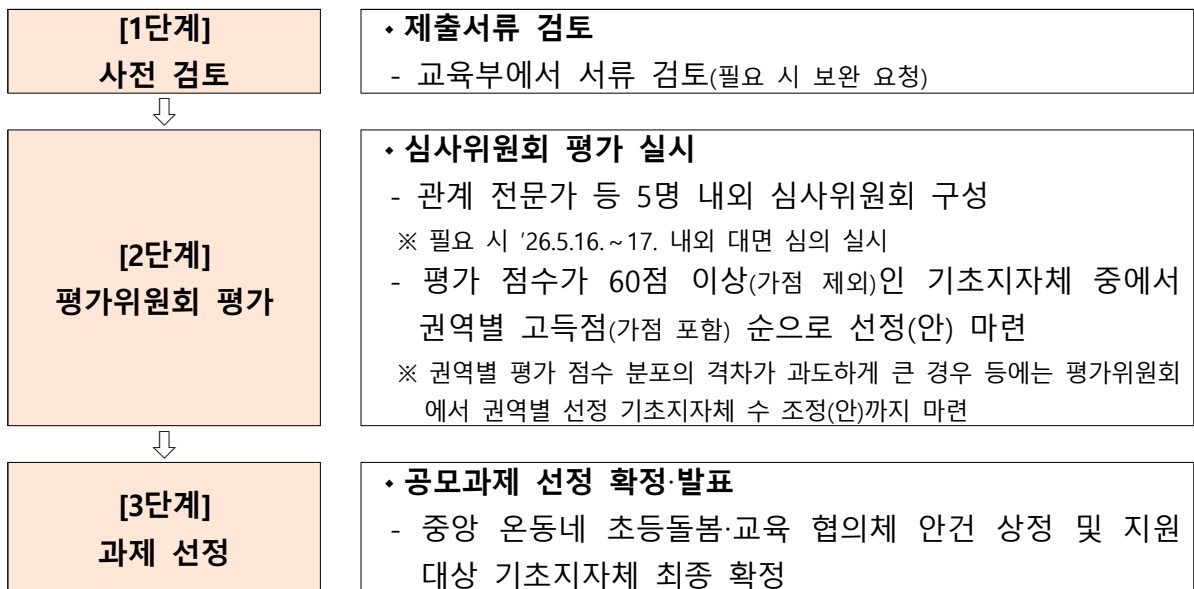 [1단계]
사전 검토
⬩ 제출서류 검토
- 교육부에서 서류 검토(필요 시 보완 요청)
[2단계]
평가위원회 평가
⬩ 심사위원회 평가 실시
- 관계 전문가 등 5명 내외 심사위원회 구성
※ 필요 시 ’26.5.16.~17. 내외 대면 심의 실시
- 평가 점수가 60점 이상(가점 제외)인 기초지자체 중에서
권역별 고득점(가점 포함) 순으로 선정(안) 마련
※ 권역별 평가 점수 분포의 격차가 과도하게 큰 경우 등에는 평가위원회
에서 권역별 선정 기초지자체 수 조정(안)까지 마련
[3단계]
과제 선정
⬩ 공모과제 선정 확정·발표
- 중앙 온동네 초등돌봄·교육 협의체 안건 상정 및 지원
대상 기초지자체 최종 확정